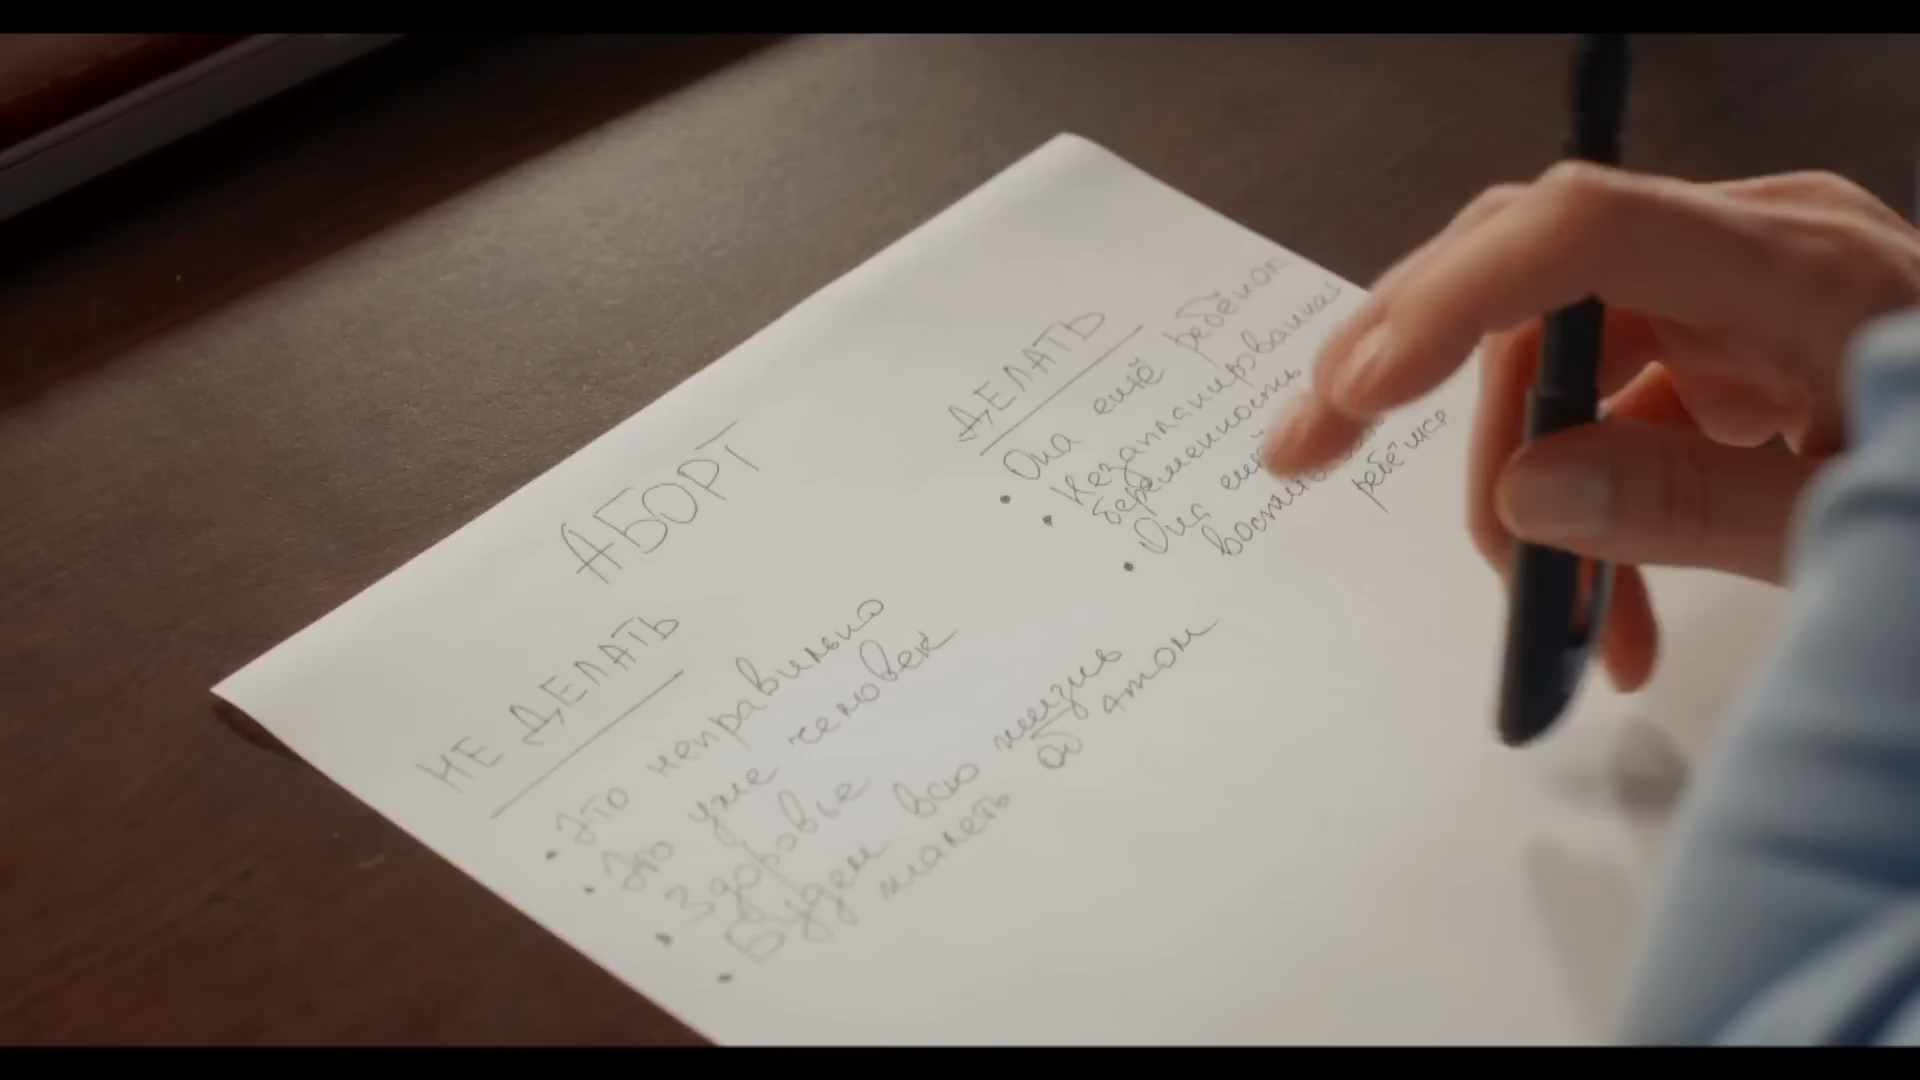 АБОРТ
НЕ ДЕЛАТЬ
• Это неправильно
• Это уже человек
• Здоровье
• Будет всю жизнь
жалеть об этом
ДЕЛАТЬ
• Она ещё ребёнок
• Незапланированная
беременность
• Она ещё
ребёнка